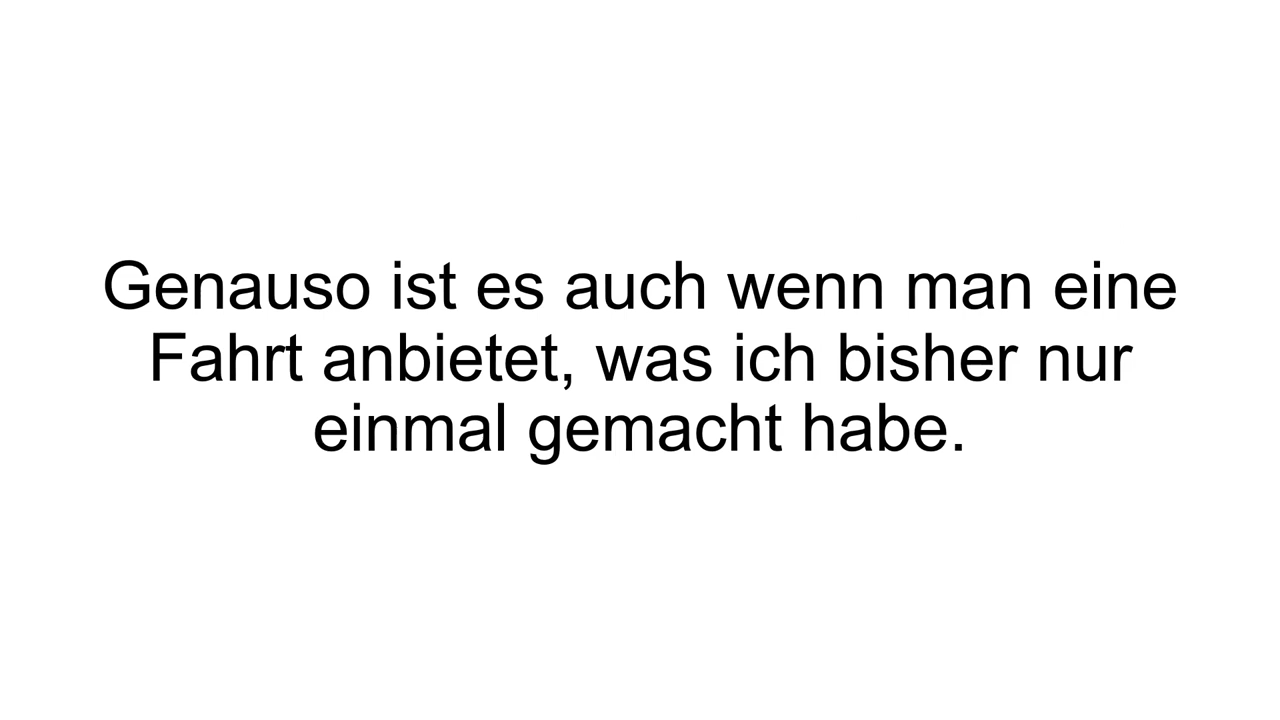 Genauso ist es auch wenn man eine
Fahrt anbietet, was ich bisher nur
einmal gemacht habe.